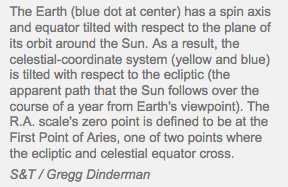 The Earth (blue dot at center) has a spin axis
and equator tilted with respect to the plane of
its orbit around the Sun. As a result, the
celestial-coordinate system (yellow and blue)
is tilted with respect to the ecliptic (the
apparent path that the Sun follows over the
course of a year from Earth's viewpoint). The
R.A. scale's zero point is defined to be at the
First Point of Aries, one of two points where
the ecliptic and celestial equator cross.
S&T / Gregg Dinderman